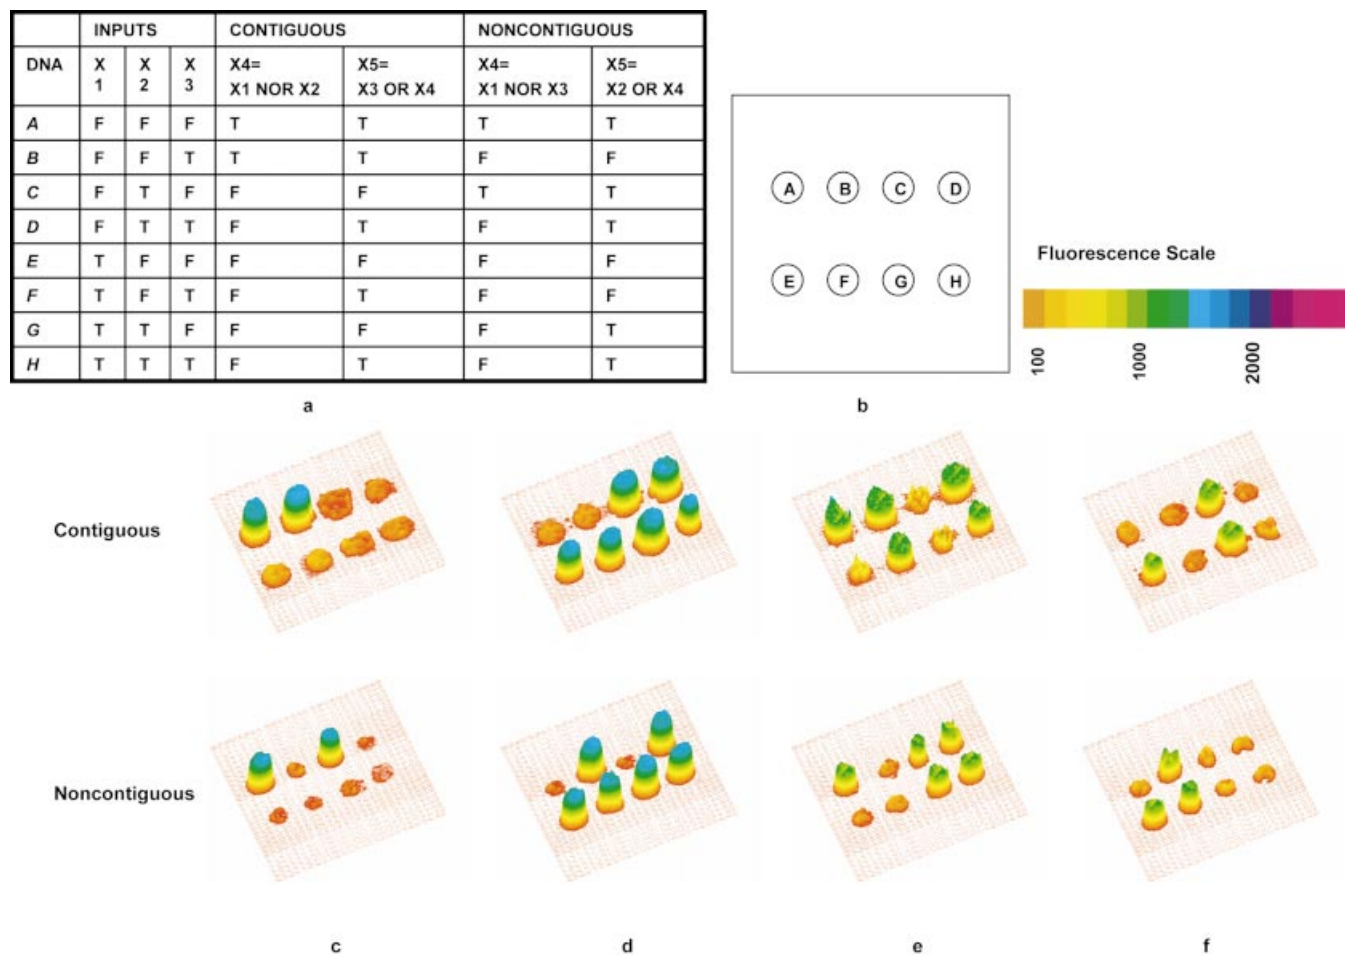 INPUTS CONTIGUOUS NONCONTIGUOUS
DNA X 1 X 2 X 3 X4= X1 NOR X2 X5= X3 OR X4 X4= X1 NOR X3 X5= X2 OR X4
A F F F T T T T
B F F T T T F F
C F T F F F T T
D F T T F T F T
E T F F F F F F
F T F T F T F F
G T T F F F F T
H T T T F T F T
a
A B C D
E F G H
b
Fluorescence Scale
100 1000 2000
Contiguous
Noncontiguous
c d e f